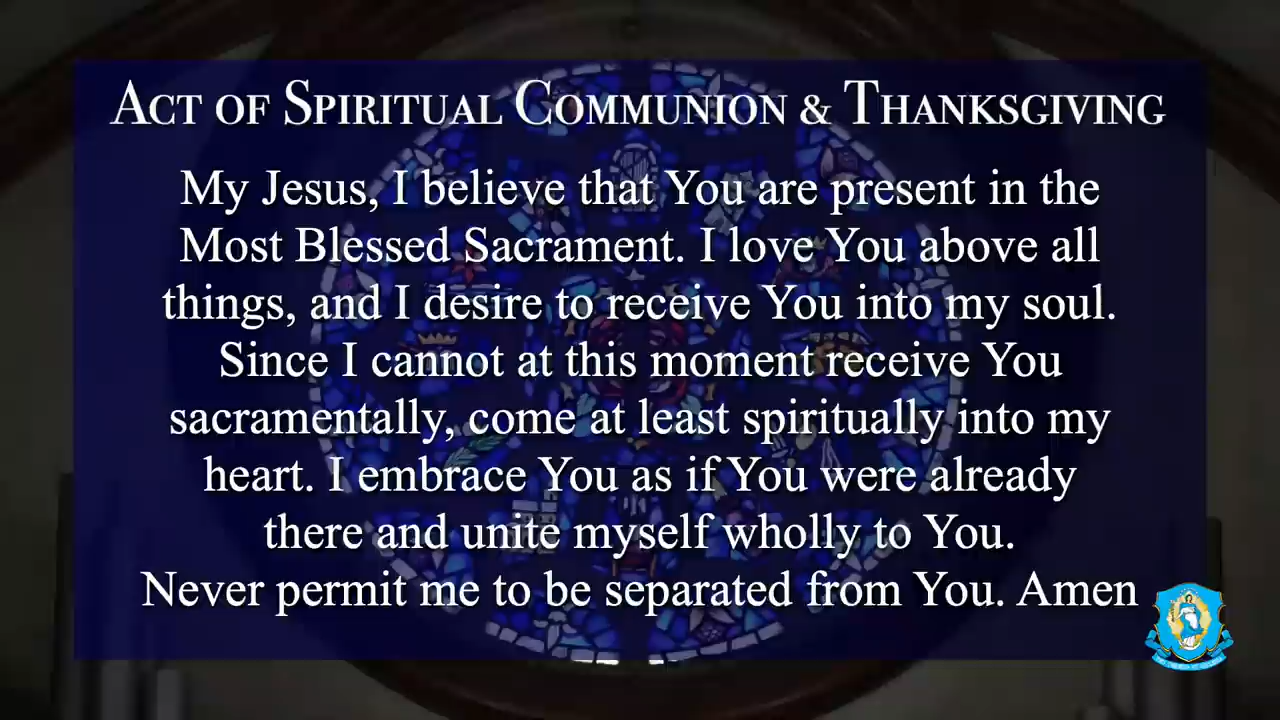 ACT OF SPIRITUAL COMMUNION & THANKSGIVING
My Jesus, I believe that You are present in the
Most Blessed Sacrament. I love You above all
things, and I desire to receive You into my soul.
Since I cannot at this moment receive You
sacramentally, come at least spiritually into my
heart. I embrace You as if You were already
there and unite myself wholly to You.
Never permit me to be separated from You. Amen